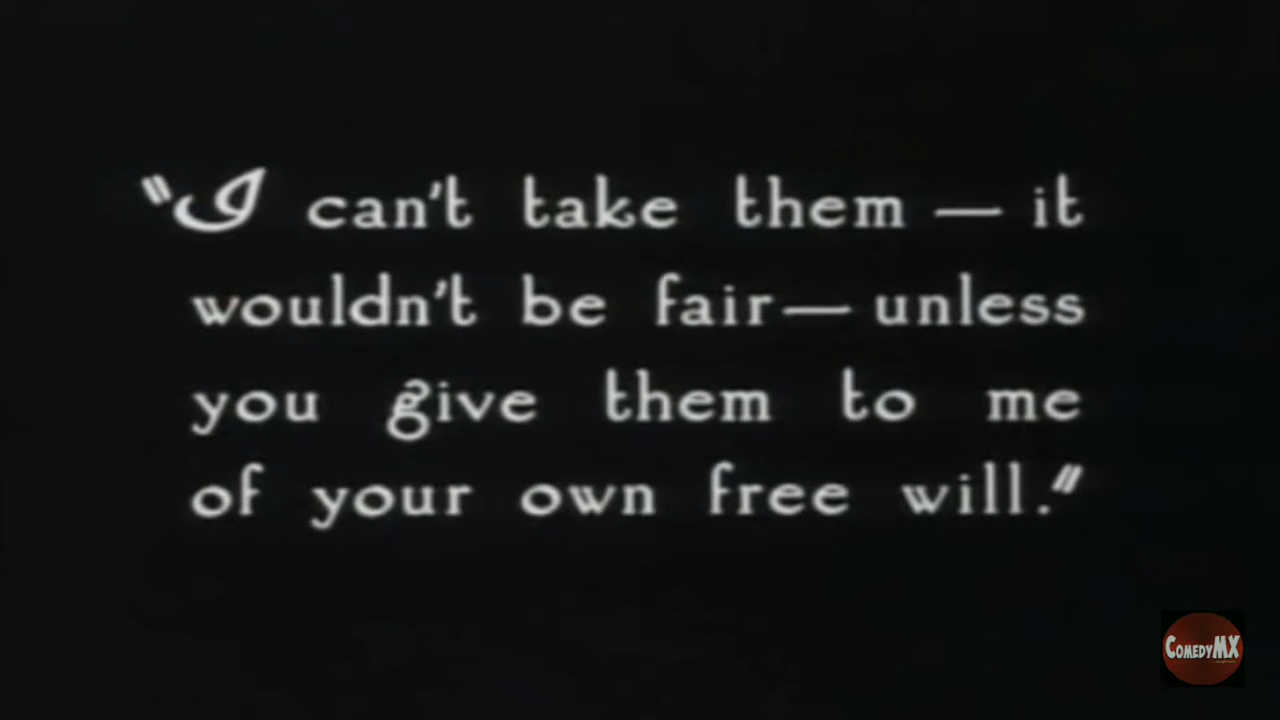 "I can't take them — it
wouldn't be fair — unless
you give them to me
of your own free will."
COMEDYMX